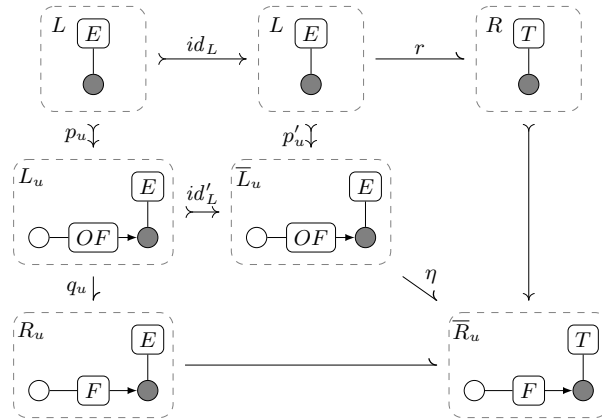 L E id_L L E r R T
p_u p'_u
L_u E id'_L L̅_u E
OF OF
q_u η
R_u E R̅_u T
F F